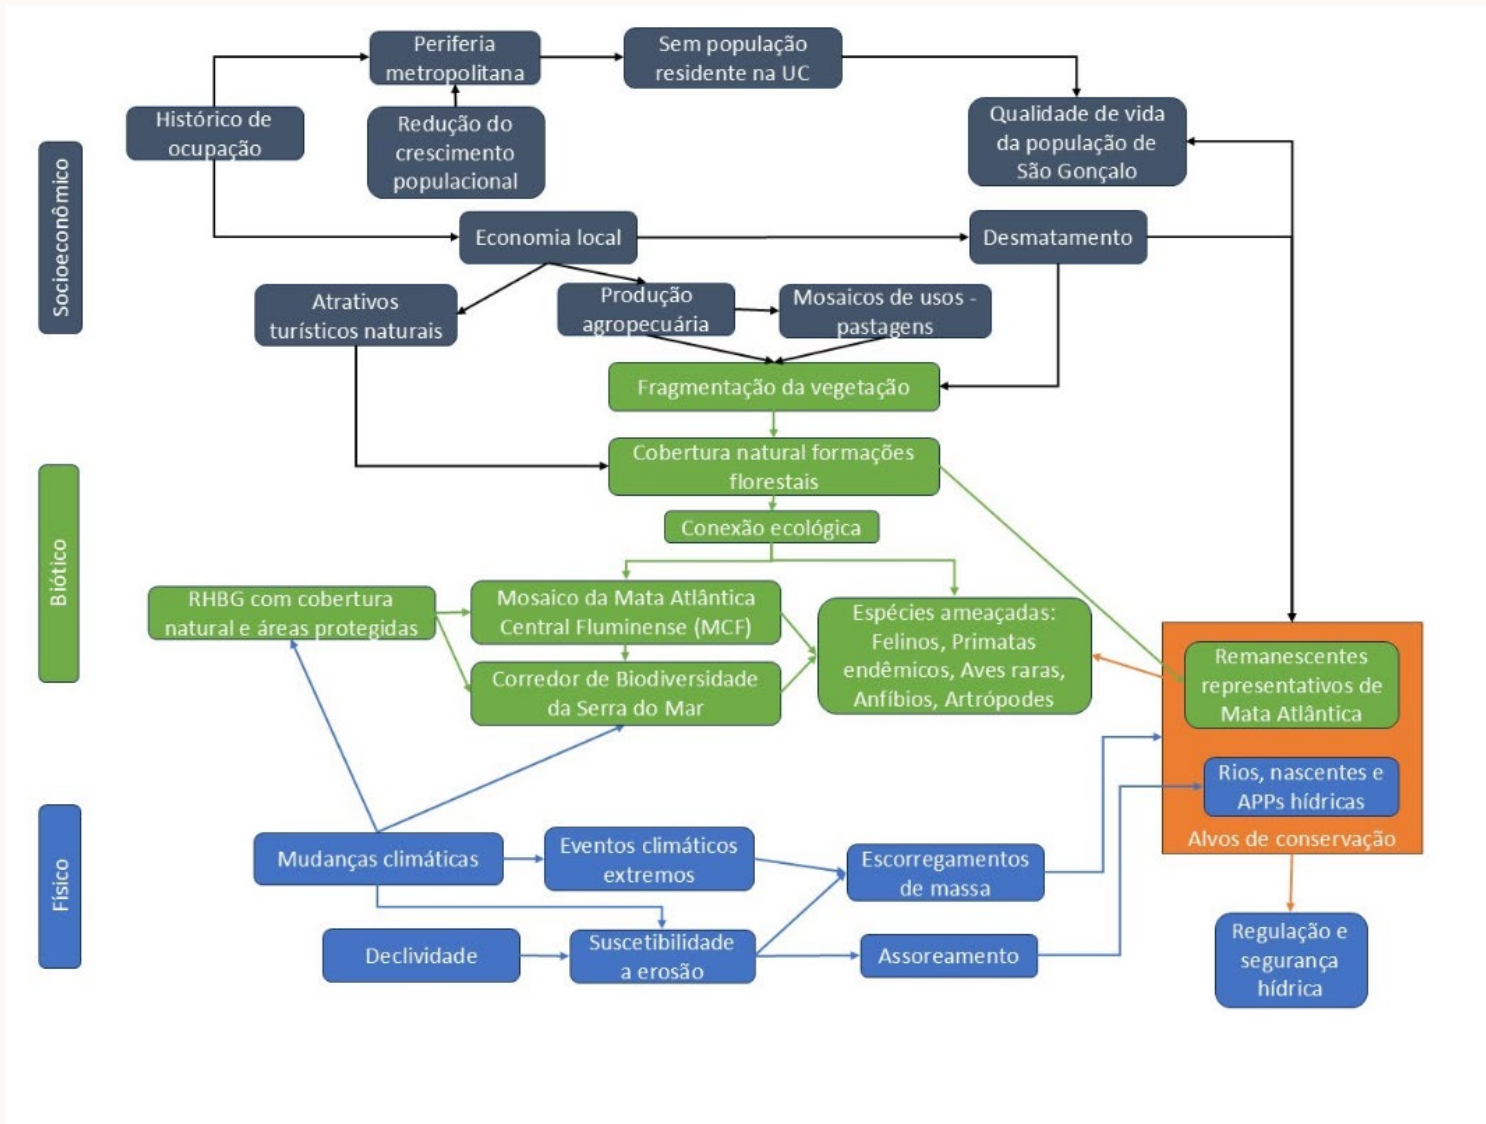 Periferia
metropolitana
Sem população
residente na UC
Histórico de
ocupação
Redução do
crescimento
populacional
Qualidade de vida
da população de
São Gonçalo
Socioeconômico
Economia local
Desmatamento
Atrativos
turísticos naturais
Produção
agropecuária
Mosaicos de usos -
pastagens
Fragmentação da vegetação
Cobertura natural formações
florestais
Conexão ecológica
Biótico
RHBG com cobertura
natural e áreas protegidas
Mosaico da Mata Atlântica
Central Fluminense (MCF)
Corredor de Biodiversidade
da Serra do Mar
Espécies ameaçadas:
Felinos, Primatas
endêmicos, Aves raras,
Anfíbios, Artrópodes
Remanescentes
representativos de
Mata Atlântica
Rios, nascentes e
APPs hídricas
Alvos de conservação
Físico
Mudanças climáticas
Eventos climáticos
extremos
Escorregamentos
de massa
Declividade
Suscetibilidade
a erosão
Assoreamento
Regulação e
segurança
hídrica